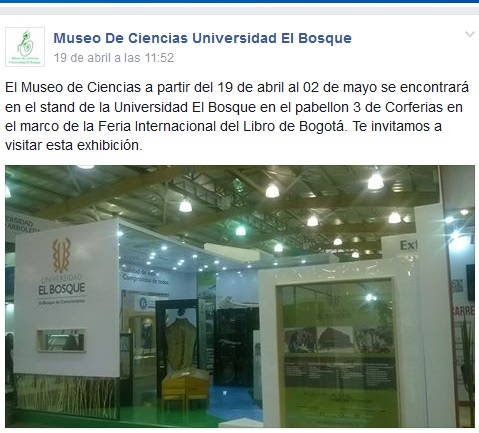 Museo De Ciencias Universidad El Bosque
19 de abril a las 11:52
El Museo de Ciencias a partir del 19 de abril al 02 de mayo se encontrará
en el stand de la Universidad El Bosque en el pabellon 3 de Corferias en
el marco de la Feria Internacional del Libro de Bogotá. Te invitamos a
visitar esta exhibición.
UNIVERSIDAD
EL BOSQUE
Ext